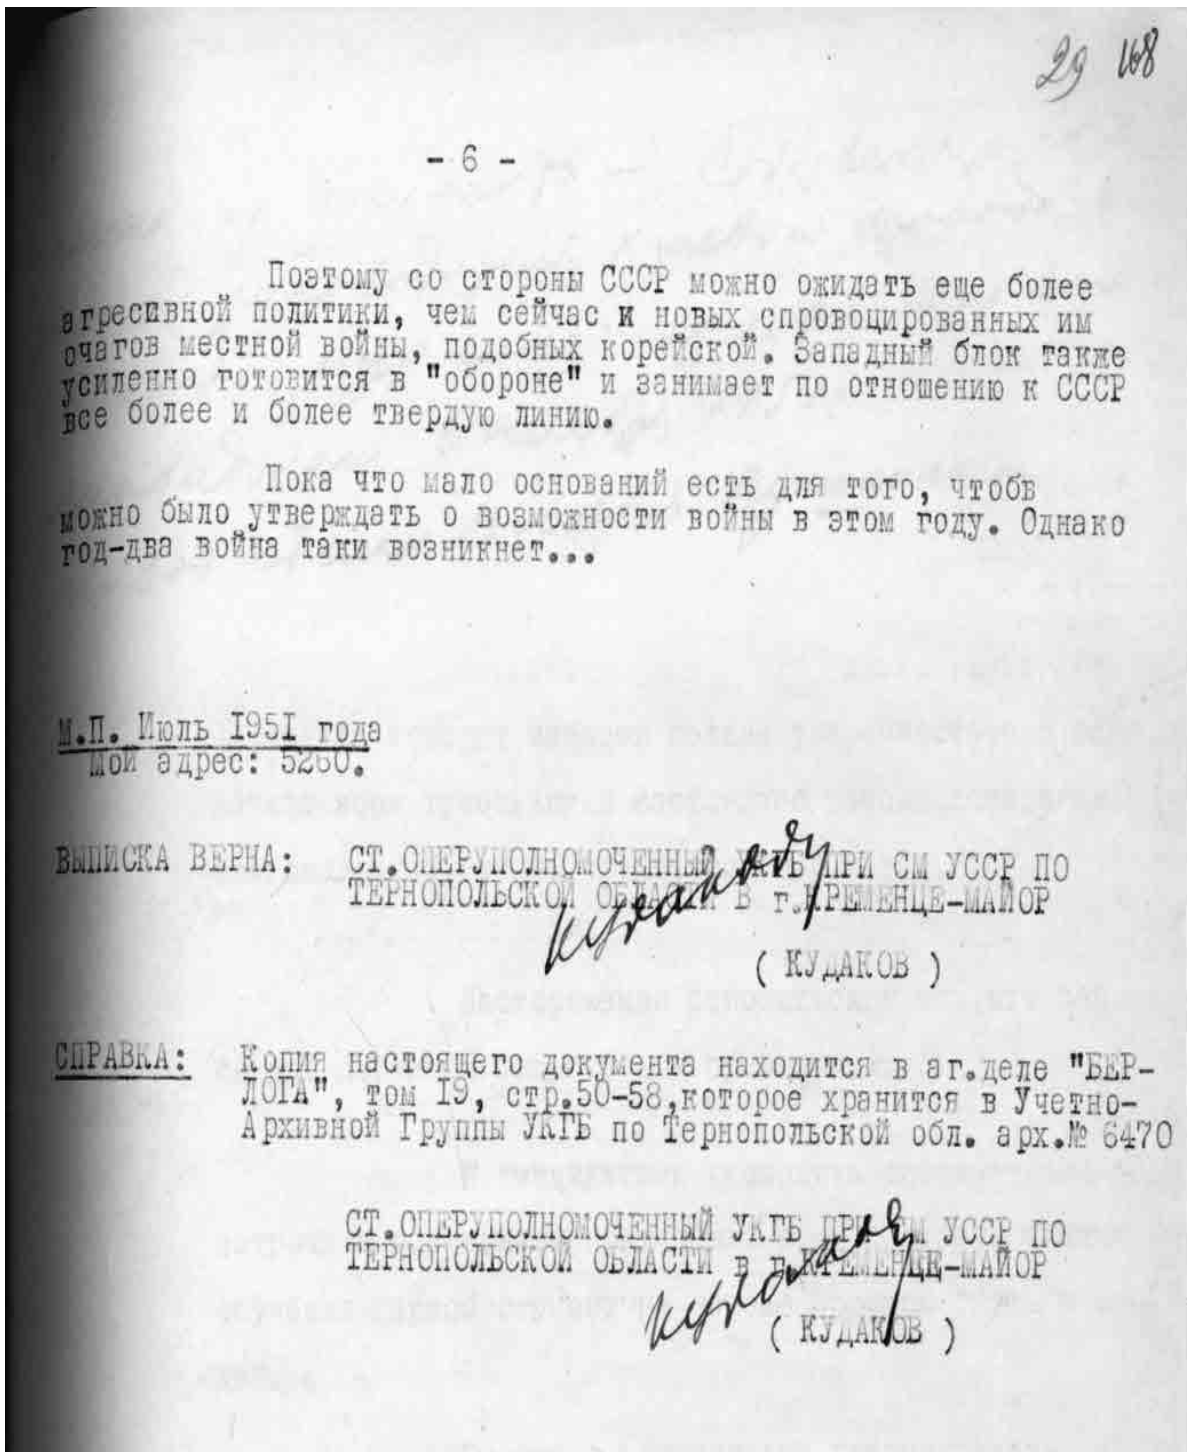 29 168
- 6 -
Поэтому со стороны СССР можно ожидать еще более
агресивной политики, чем сейчас и новых спровоцированных им
очагов местной войны, подобных корейской. Западный блок также
усиленно готовится в "обороне" и занимает по отношению к СССР
все более и более твердую линию.
Пока что мало оснований есть для того, чтобв
можно было утверждать о возможности войны в этом году. Однако
год-два война таки возникнет...
М.П. Июль 1951 года
Мой адрес: 5260.
ВЫПИСКА ВЕРНА: СТ.ОПЕРУПОЛНОМОЧЕННЫЙ УКГБ ПРИ СМ УССР ПО
ТЕРНОПОЛЬСКОЙ ОБЛАСТИ В г.КРЕМЕНЦЕ-МАЙОР
( КУДАКОВ )
СПРАВКА: Копия настоящего документа находится в аг.деле "БЕР-
ЛОГА", том 19, стр.50-58,которое хранится в Учетно-
Архивной Группы УКГБ по Тернопольской обл. арх.№ 6470
СТ.ОПЕРУПОЛНОМОЧЕННЫЙ УКГБ ПРИ СМ УССР ПО
ТЕРНОПОЛЬСКОЙ ОБЛАСТИ В г.КРЕМЕНЦЕ-МАЙОР
( КУДАКОВ )